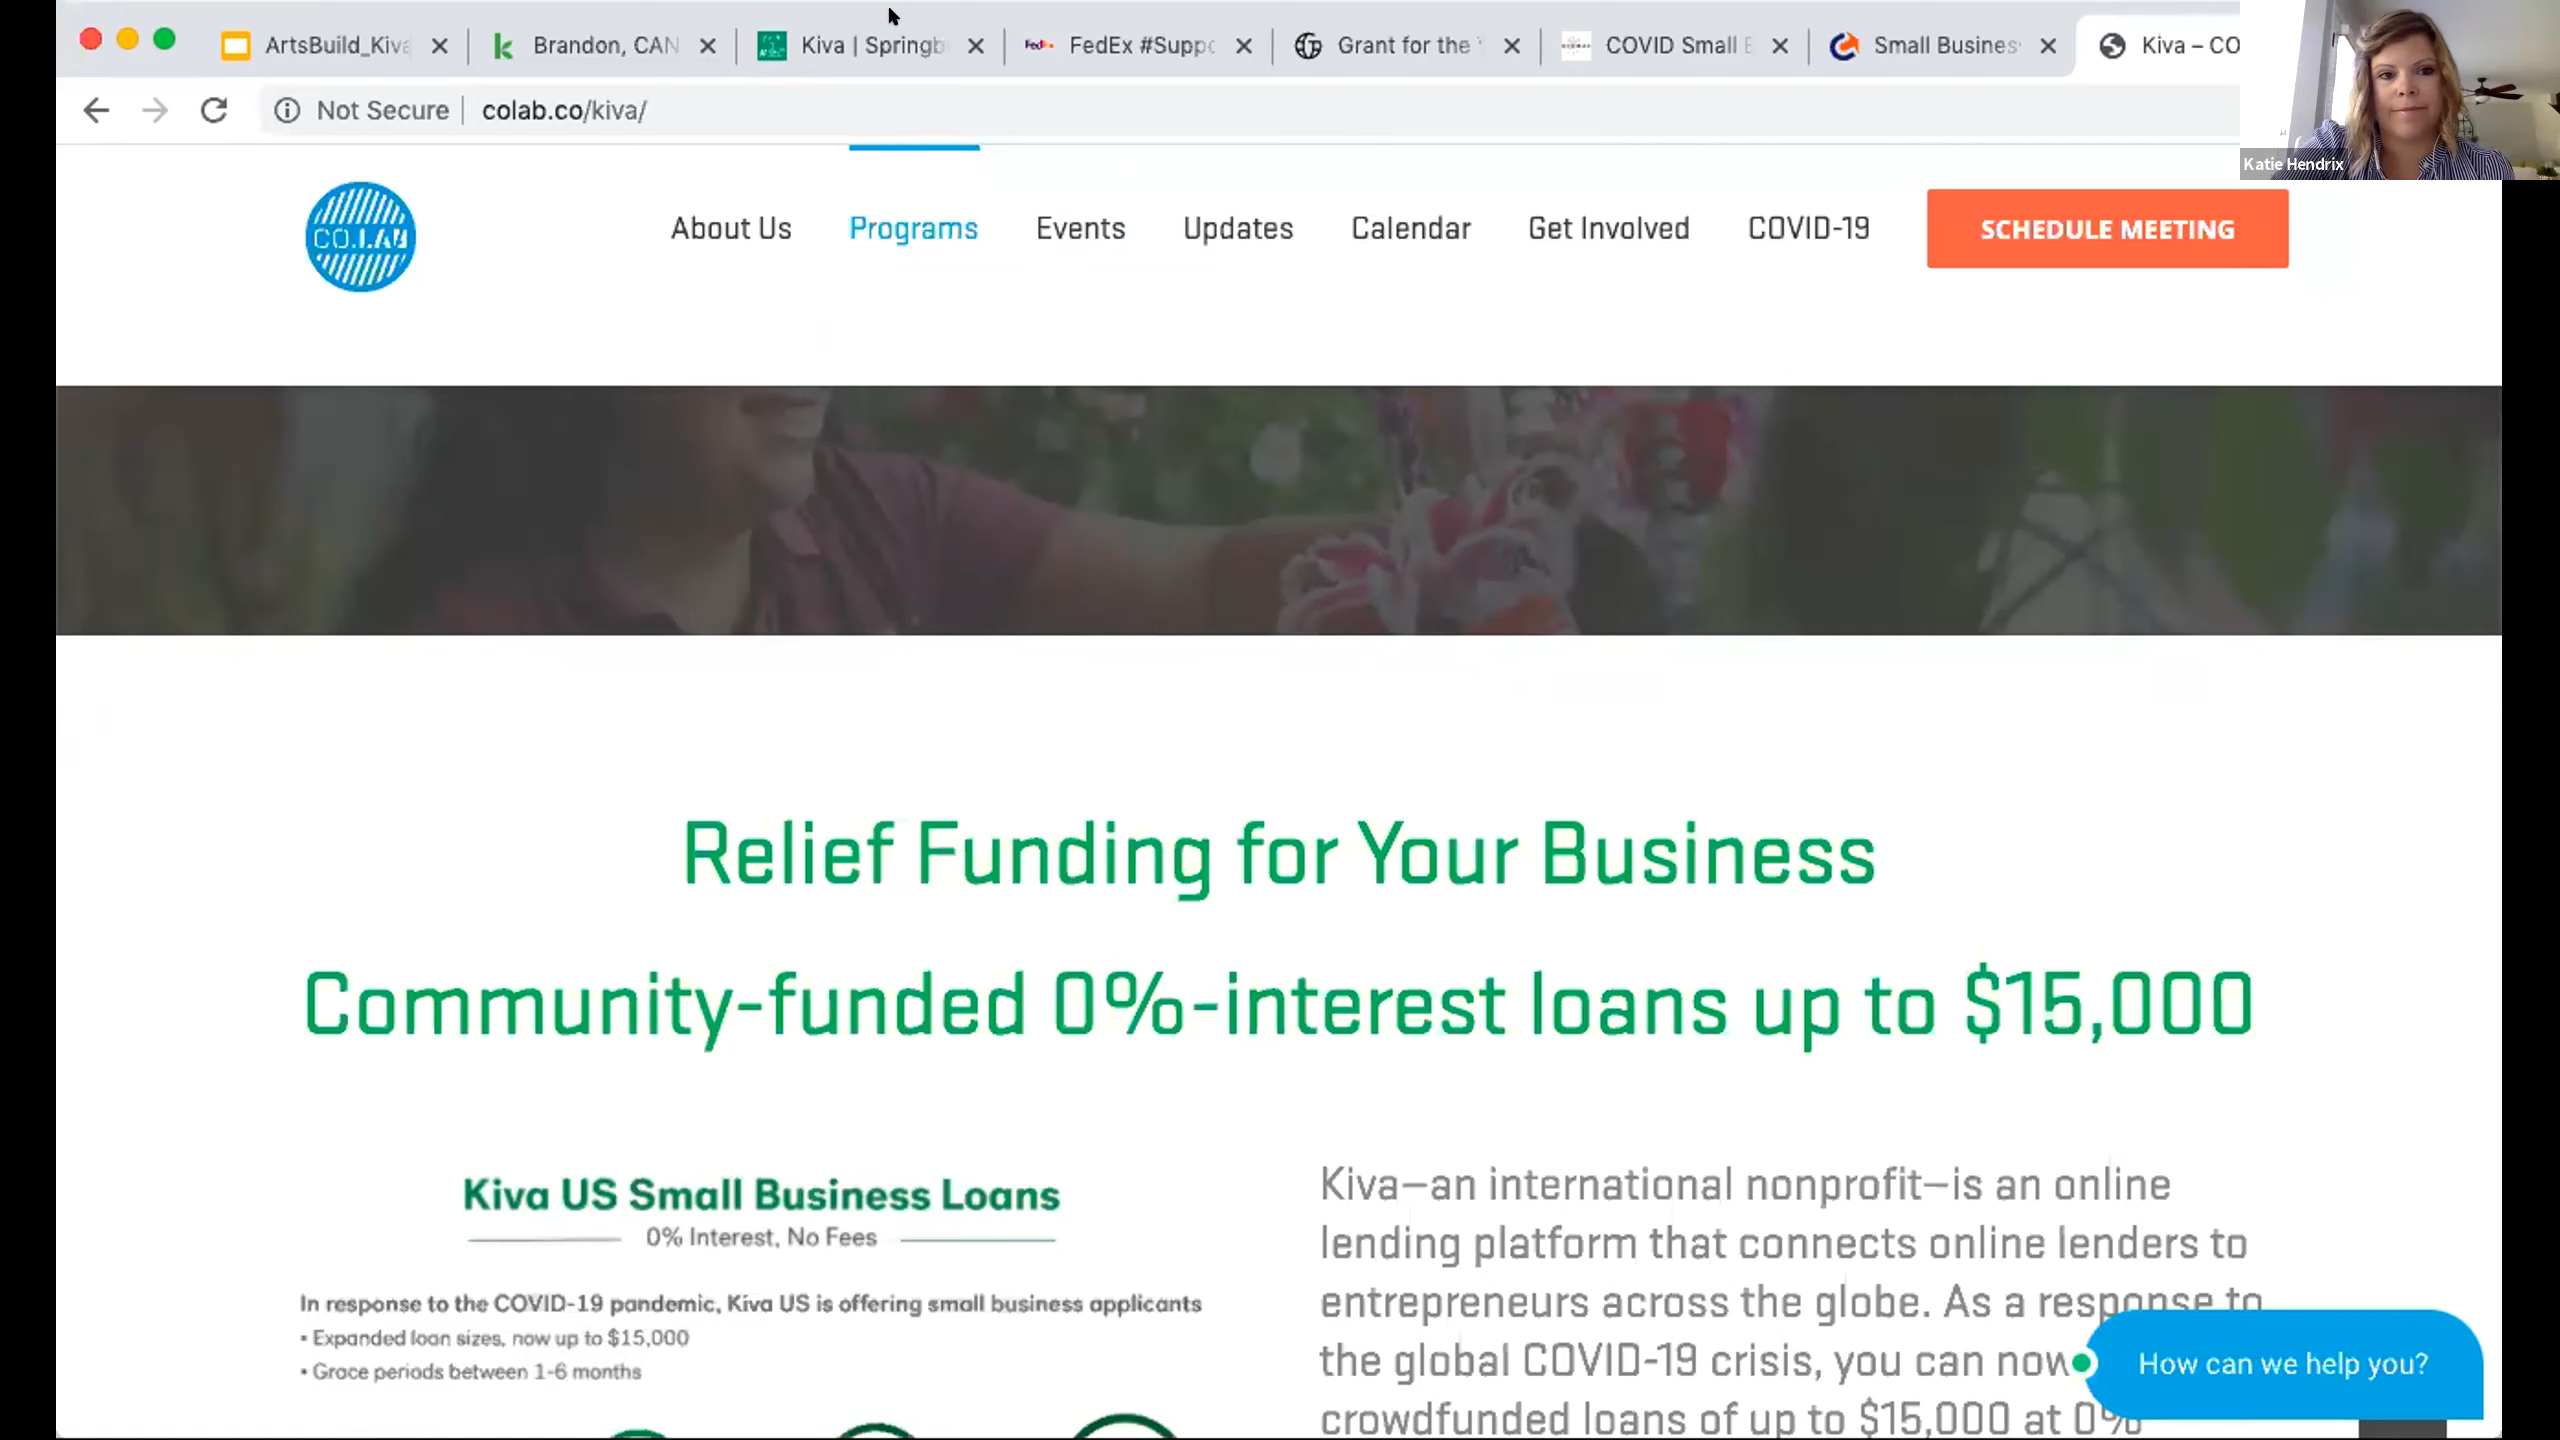 ArtsBuild_Kiva
Brandon, CAN
Kiva | Springb
FedEx #Suppo
Grant for the
COVID Small B
Small Business
Kiva – CO
Not Secure
colab.co/kiva/
Katie Hendrix
CO.LAB
About Us
Programs
Events
Updates
Calendar
Get Involved
COVID-19
SCHEDULE MEETING
Relief Funding for Your Business
Community-funded 0%-interest loans up to $15,000
Kiva US Small Business Loans
0% Interest, No Fees
In response to the COVID-19 pandemic, Kiva US is offering small business applicants
• Expanded loan sizes, now up to $15,000
• Grace periods between 1-6 months
Kiva—an international nonprofit—is an online
lending platform that connects online lenders to
entrepreneurs across the globe. As a response to
the global COVID-19 crisis, you can now
crowdfunded loans of up to $15,000 at 0%
How can we help you?